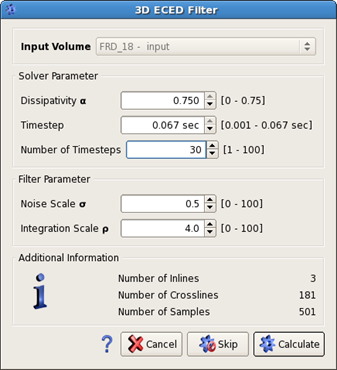 3D ECED Filter
Input Volume FRD_18 - input
Solver Parameter
Dissipativity α 0.750 [0 - 0.75]
Timestep 0.067 sec [0.001 - 0.067 sec]
Number of Timesteps 30 [1 - 100]
Filter Parameter
Noise Scale σ 0.5 [0 - 100]
Integration Scale ρ 4.0 [0 - 100]
Additional Information
Number of Inlines 3
Number of Crosslines 181
Number of Samples 501
? Cancel Skip Calculate